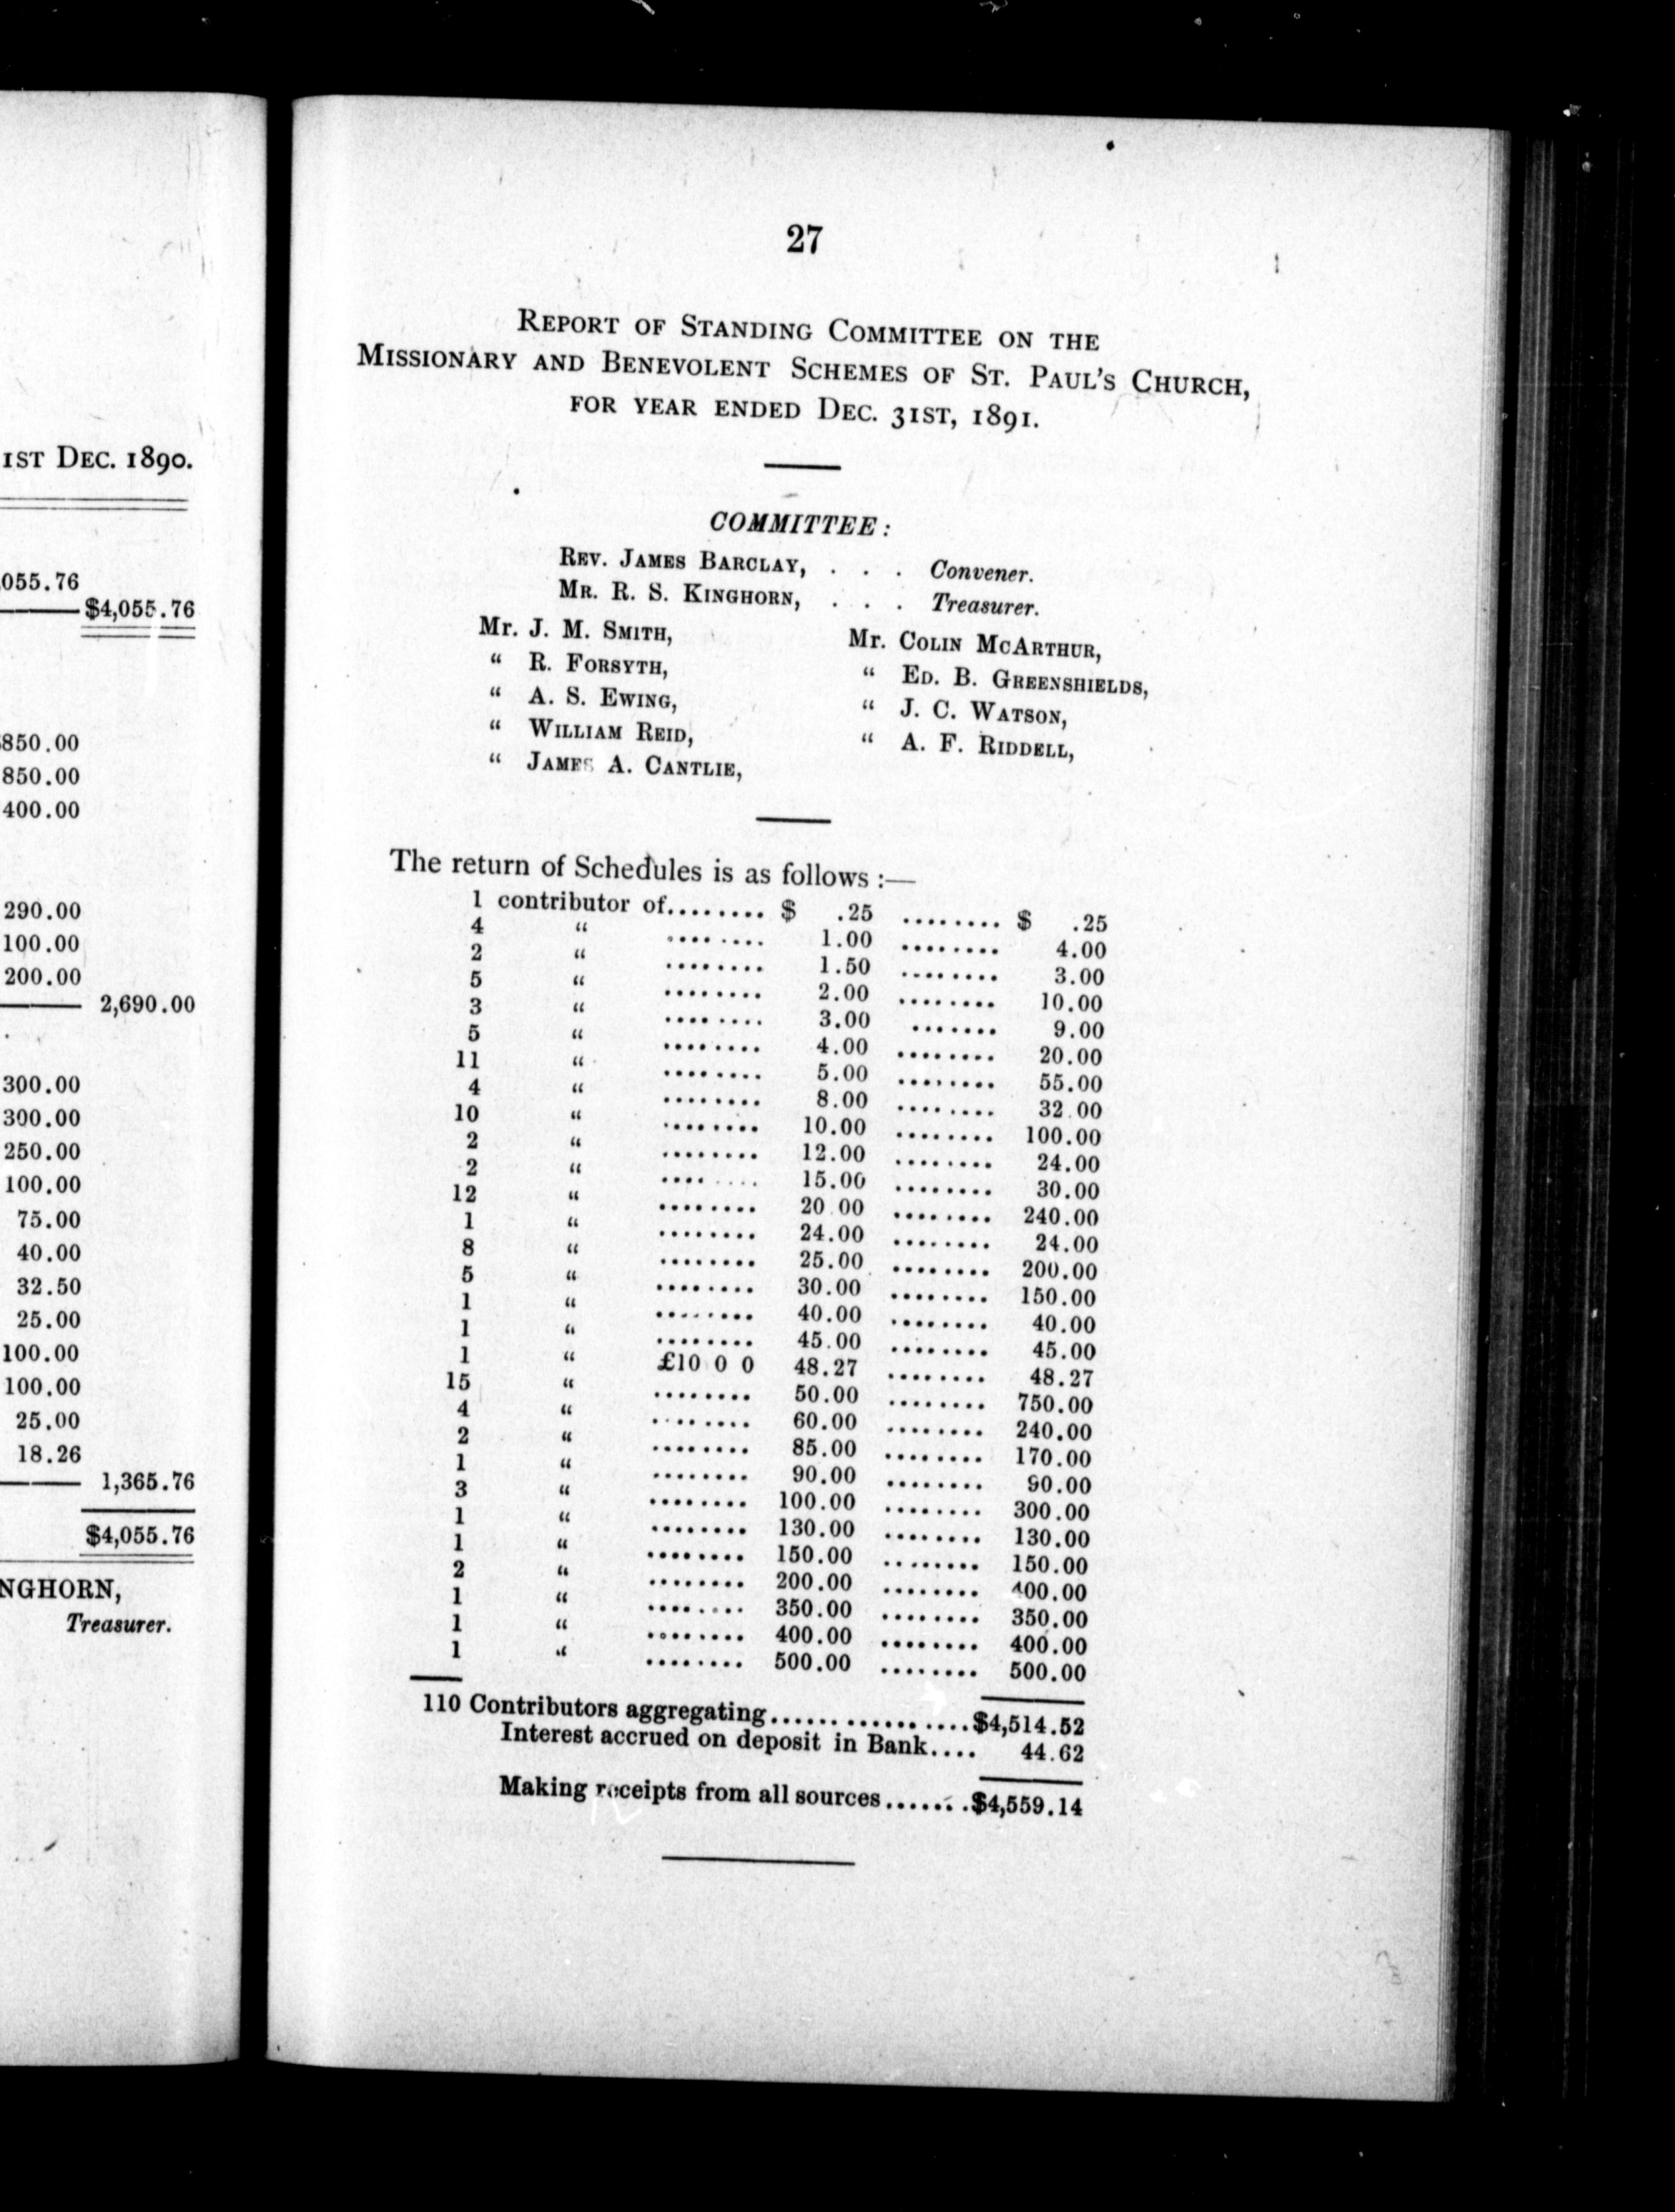 1ST DEC. 1890.
055.76
$4,055.76
850.00
850.00
400.00
290.00
100.00
200.00
2,690.00
300.00
300.00
250.00
100.00
75.00
40.00
32.50
25.00
100.00
100.00
25.00
18.26
1,365.76
$4,055.76
NGHORN,
Treasurer.
27
REPORT OF STANDING COMMITTEE ON THE
MISSIONARY AND BENEVOLENT SCHEMES OF ST. PAUL'S CHURCH,
FOR YEAR ENDED DEC. 31ST, 1891.
COMMITTEE:
REV. JAMES BARCLAY, . . . Convener.
MR. R. S. KINGHORN, . . . Treasurer.
Mr. J. M. SMITH, Mr. COLIN MCARTHUR,
“ R. FORSYTH, “ ED. B. GREENSHIELDS,
“ A. S. EWING, “ J. C. WATSON,
“ WILLIAM REID, “ A. F. RIDDELL,
“ JAMES A. CANTLIE,
The return of Schedules is as follows :—
1 contributor of........ $ .25 ........ $ .25
4 “ ........ 1.00 ........ 4.00
2 “ ........ 1.50 ........ 3.00
5 “ ........ 2.00 ........ 10.00
3 “ ........ 3.00 ....... 9.00
5 “ ........ 4.00 ........ 20.00
11 “ ........ 5.00 ........ 55.00
4 “ ........ 8.00 ........ 32.00
10 “ ........ 10.00 ........ 100.00
2 “ ........ 12.00 ........ 24.00
2 “ ........ 15.00 ........ 30.00
12 “ ........ 20.00 ........ 240.00
1 “ ........ 24.00 ........ 24.00
8 “ ........ 25.00 ........ 200.00
5 “ ........ 30.00 ........ 150.00
1 “ ........ 40.00 ........ 40.00
1 “ ........ 45.00 ........ 45.00
1 “ £10 0 0 48.27 ........ 48.27
15 “ ........ 50.00 ........ 750.00
4 “ ........ 60.00 ........ 240.00
2 “ ........ 85.00 ........ 170.00
1 “ ........ 90.00 ........ 90.00
3 “ ........ 100.00 ........ 300.00
1 “ ........ 130.00 ........ 130.00
1 “ ........ 150.00 ........ 150.00
2 “ ........ 200.00 ........ 400.00
1 “ ........ 350.00 ........ 350.00
1 “ ........ 400.00 ........ 400.00
1 “ ........ 500.00 ........ 500.00
110 Contributors aggregating..................$4,514.52
Interest accrued on deposit in Bank.... 44.62
Making receipts from all sources.......$4,559.14